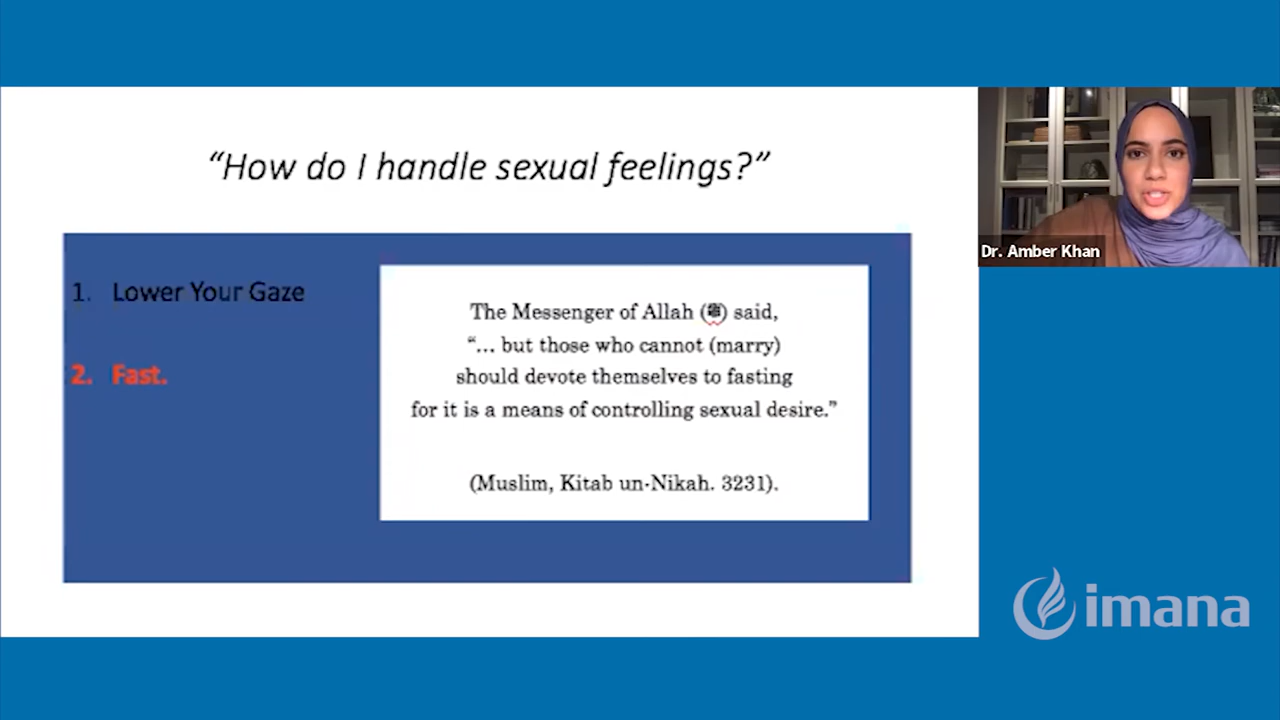 “How do I handle sexual feelings?”
1. Lower Your Gaze
2. Fast.
The Messenger of Allah (ﷺ) said,
“... but those who cannot (marry)
should devote themselves to fasting
for it is a means of controlling sexual desire.”
(Muslim, Kitab un-Nikah. 3231).
Dr. Amber Khan
imana